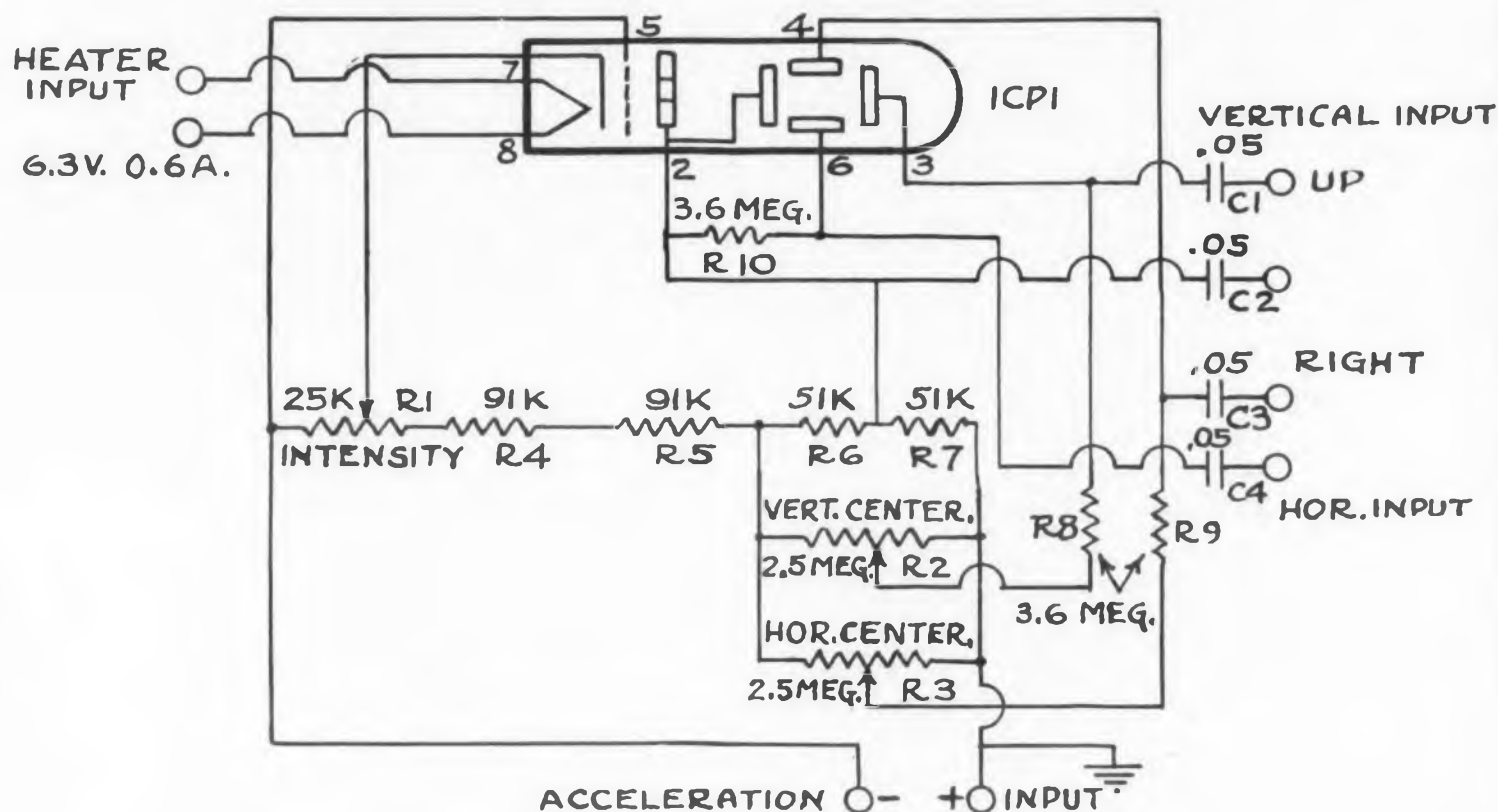 5
4
HEATER
INPUT
7
1CP1
VERTICAL INPUT
8
2
6
3
.05
6.3V. 0.6A.
UP
C1
3.6 MEG.
R10
.05
C2
.05
RIGHT
25K
R1
91K
91K
51K
51K
C3
INTENSITY
R4
R5
R6
R7
.05
C4
HOR. INPUT
VERT. CENTER.
R8
R9
2.5 MEG.
R2
3.6 MEG.
HOR. CENTER.
2.5 MEG.
R3
ACCELERATION - + INPUT